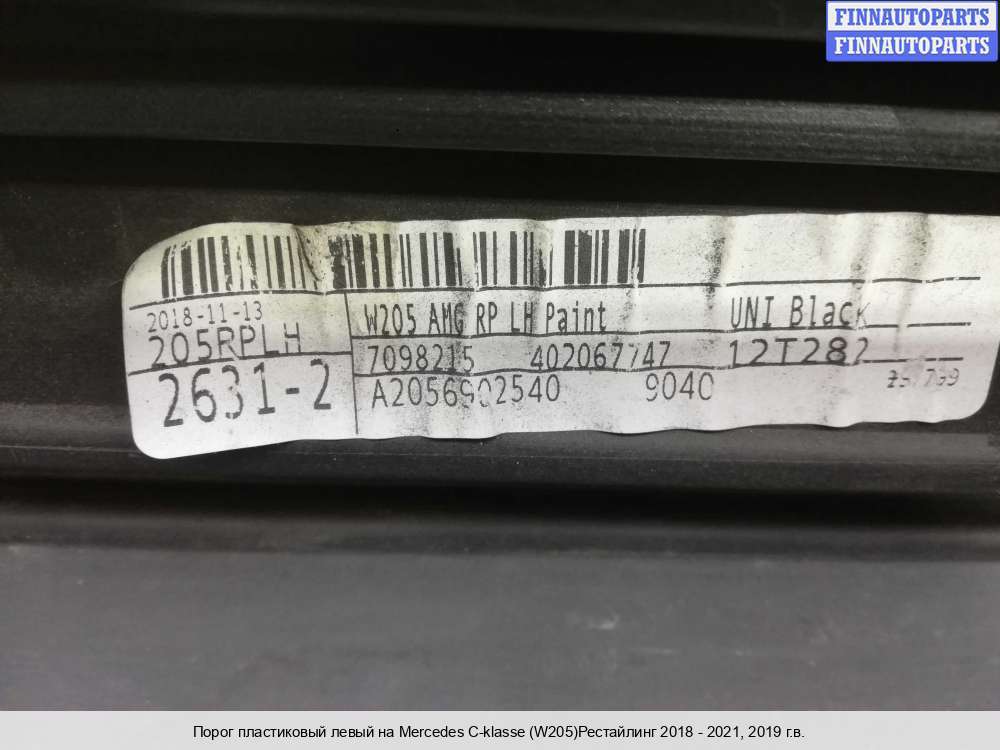 FINNAUTOPARTS
FINNAUTOPARTS
2018-11-13
205RPLH
2631-2
W205 AMG RP LH Paint UNI Black
7098215 402067747 12T282
A2056902540 9040
Порог пластиковый левый на Mercedes C-klasse (W205)Рестайлинг 2018 - 2021, 2019 г.в.